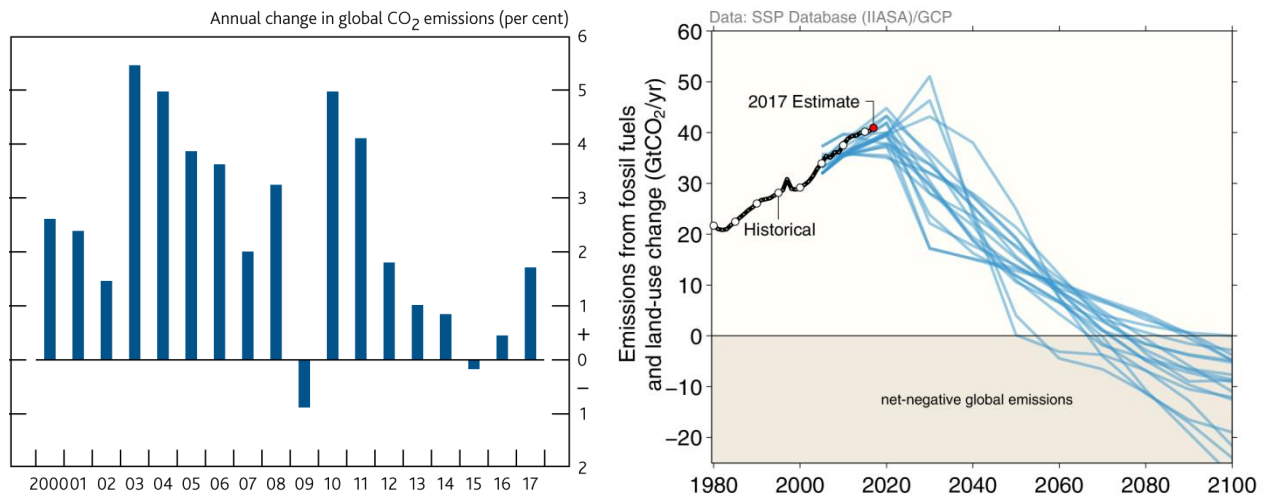 Annual change in global CO2 emissions (per cent)
6
5
4
3
2
1
+
0
−
1
2
2000 01 02 03 04 05 06 07 08 09 10 11 12 13 14 15 16 17
Data: SSP Database (IIASA)/GCP
Emissions from fossil fuels
and land-use change (GtCO2/yr)
60
50
40
30
20
10
0
−10
−20
2017 Estimate
Historical
net-negative global emissions
1980 2000 2020 2040 2060 2080 2100